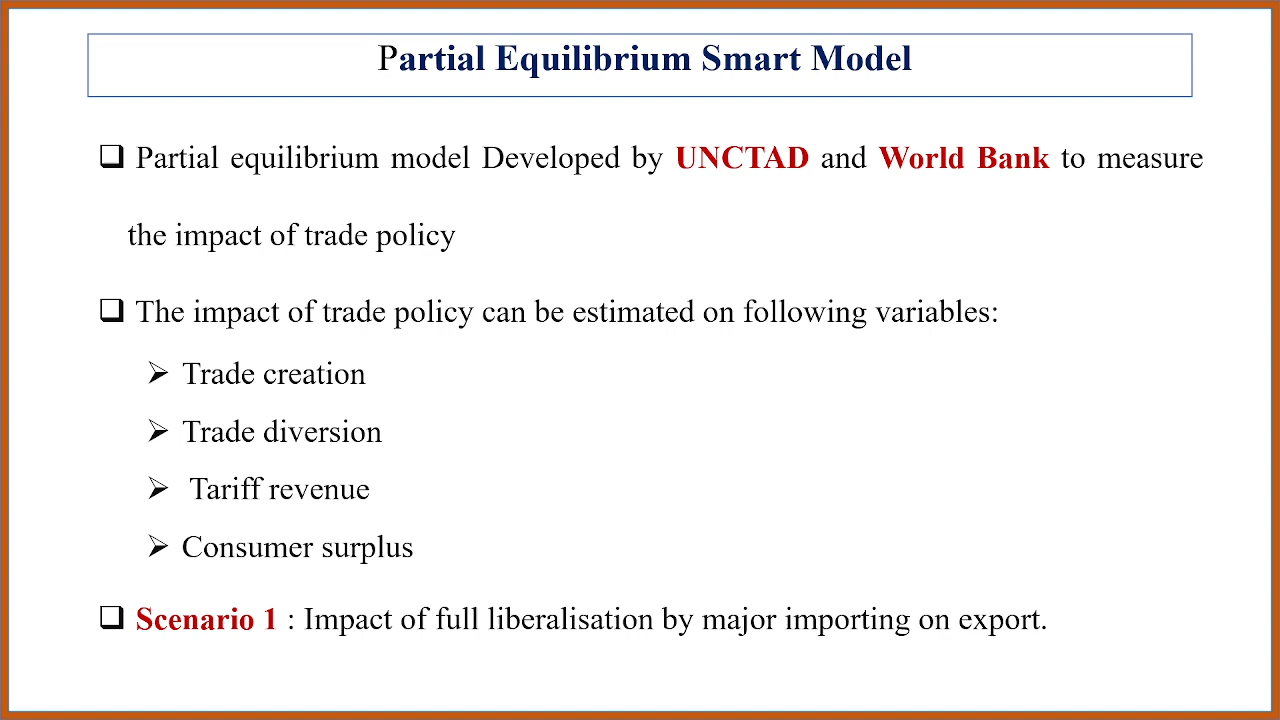 Partial Equilibrium Smart Model
❑ Partial equilibrium model Developed by UNCTAD and World Bank to measure
the impact of trade policy
❑ The impact of trade policy can be estimated on following variables:
➢ Trade creation
➢ Trade diversion
➢ Tariff revenue
➢ Consumer surplus
❑ Scenario 1 : Impact of full liberalisation by major importing on export.